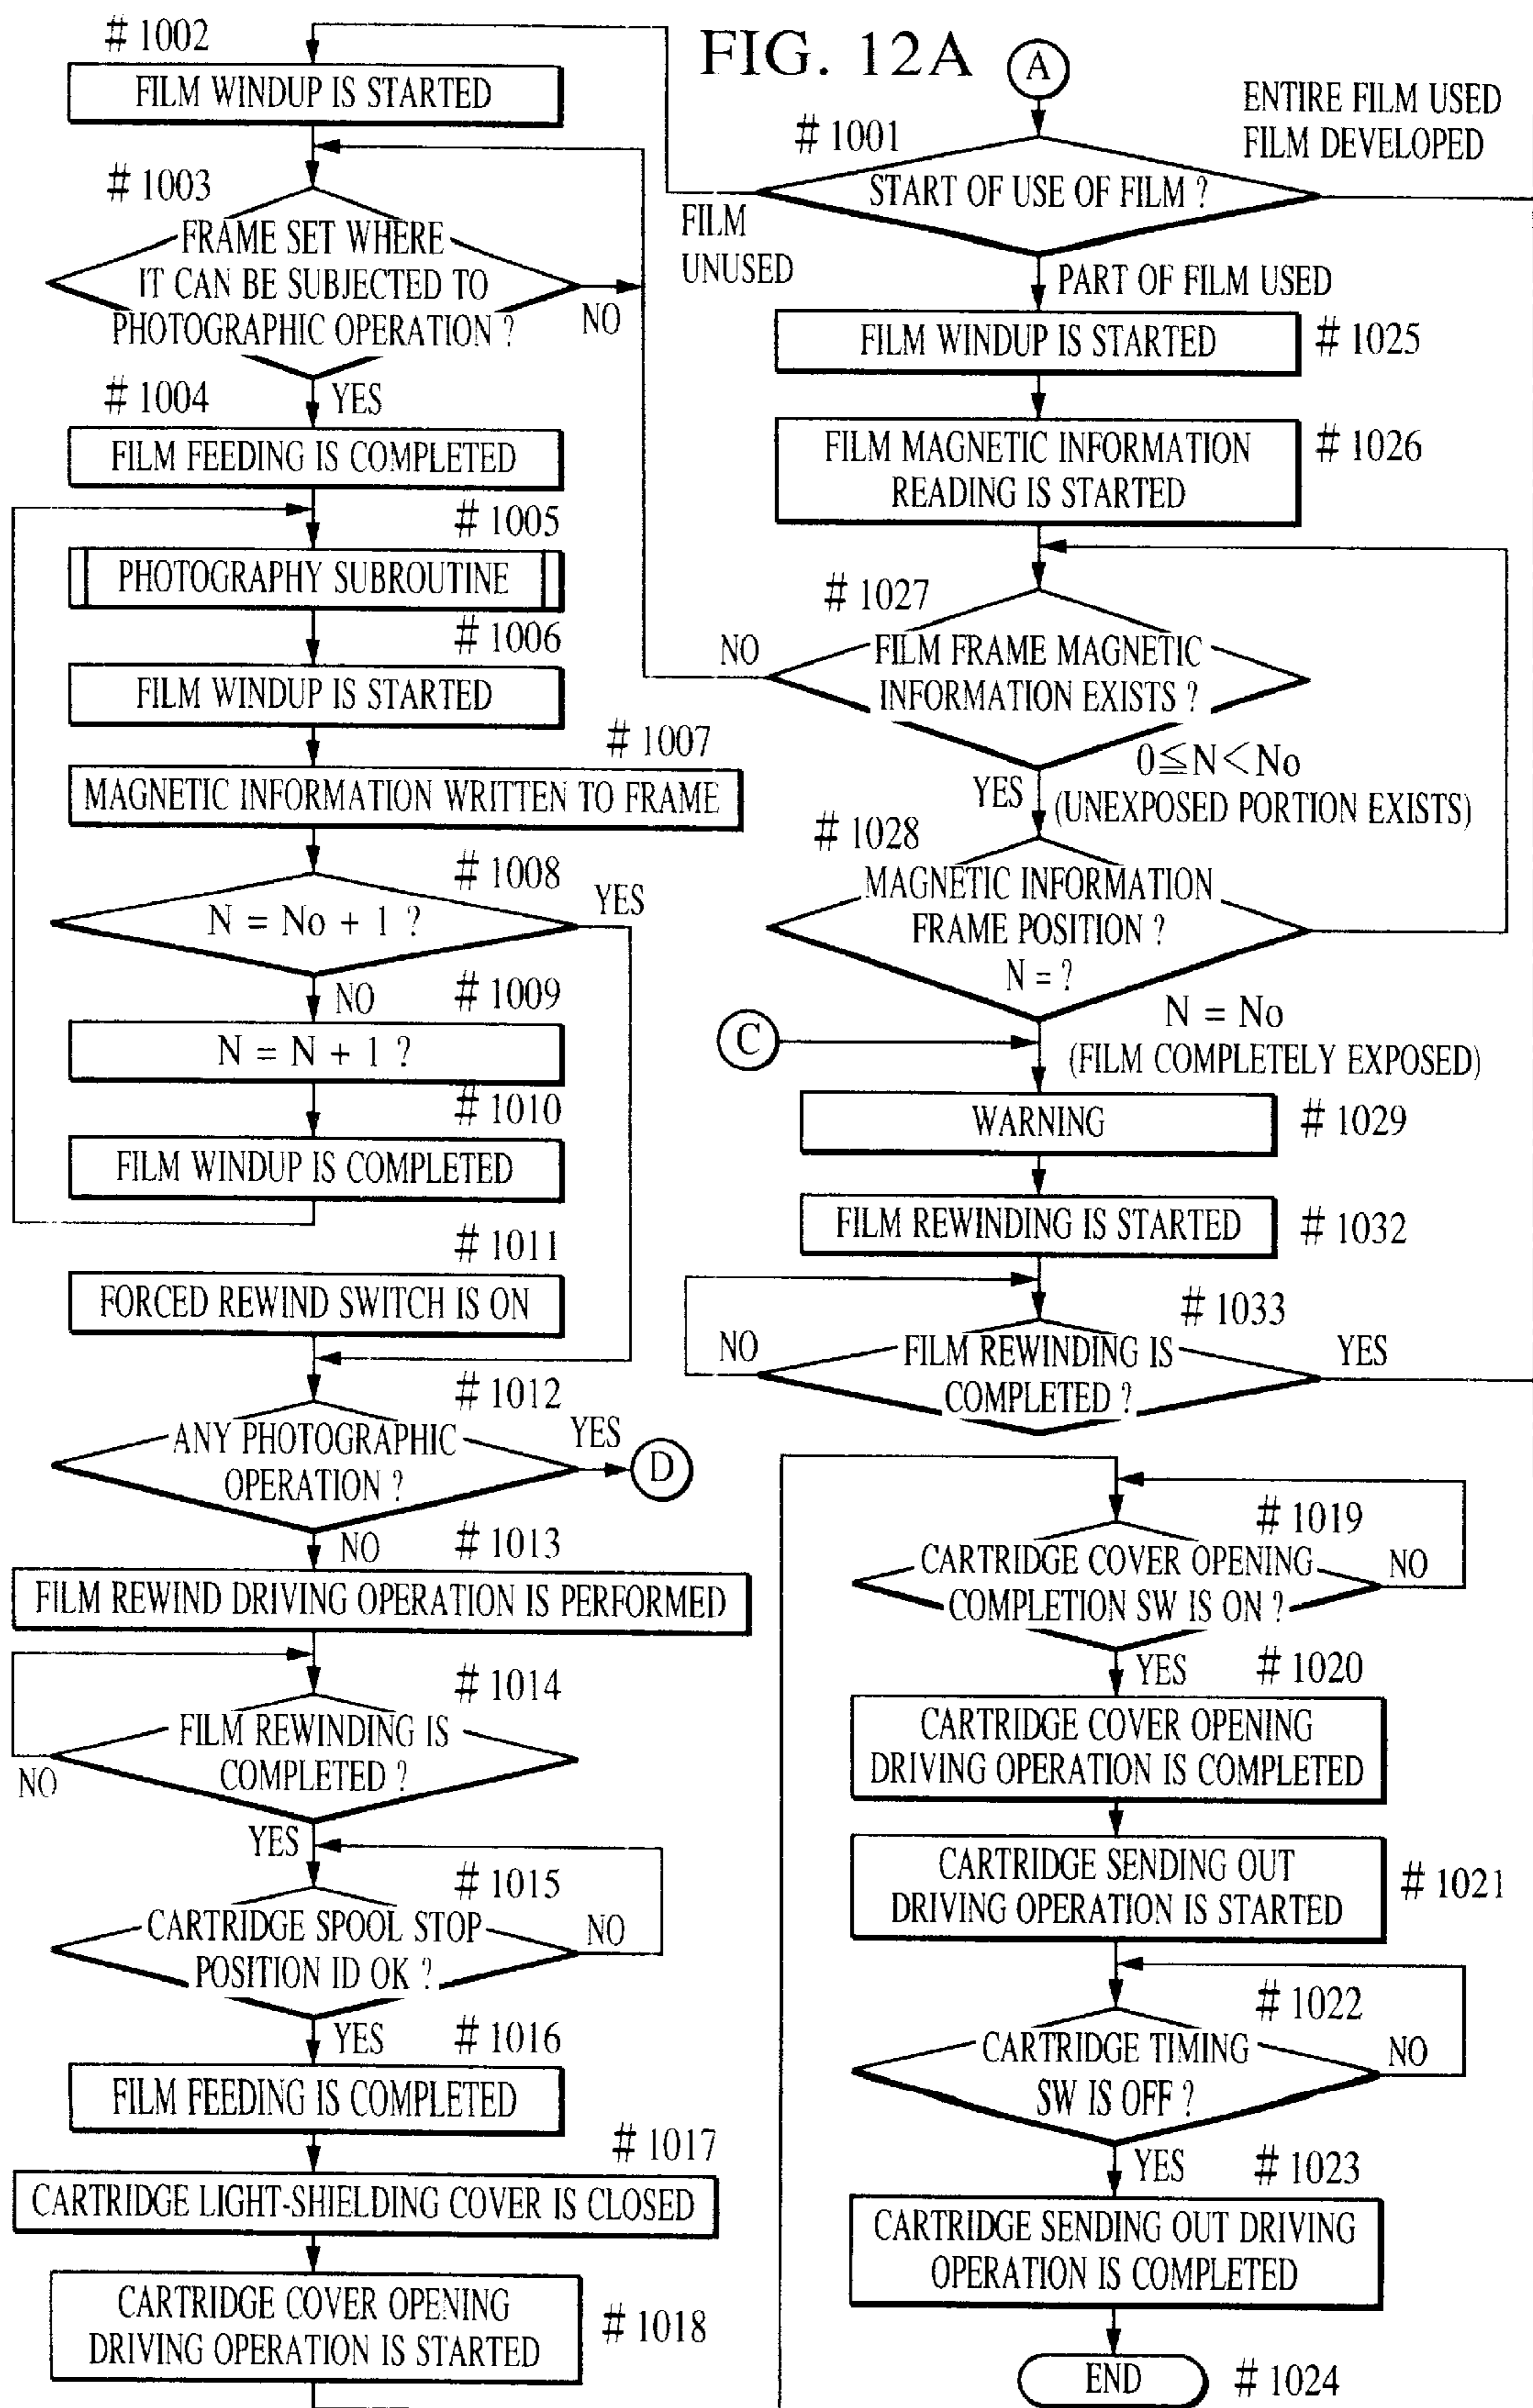 FIG. 12A
# 1002
FILM WINDUP IS STARTED
# 1003
FRAME SET WHERE
IT CAN BE SUBJECTED TO
PHOTOGRAPHIC OPERATION ?
NO
YES
# 1004
FILM FEEDING IS COMPLETED
# 1005
PHOTOGRAPHY SUBROUTINE
# 1006
FILM WINDUP IS STARTED
# 1007
MAGNETIC INFORMATION WRITTEN TO FRAME
# 1008
N = No + 1 ?
YES
NO
# 1009
N = N + 1 ?
# 1010
FILM WINDUP IS COMPLETED
# 1011
FORCED REWIND SWITCH IS ON
# 1012
ANY PHOTOGRAPHIC
OPERATION ?
YES
D
NO
# 1013
FILM REWIND DRIVING OPERATION IS PERFORMED
# 1014
FILM REWINDING IS
COMPLETED ?
NO
YES
# 1015
CARTRIDGE SPOOL STOP
POSITION ID OK ?
NO
YES
# 1016
FILM FEEDING IS COMPLETED
# 1017
CARTRIDGE LIGHT-SHIELDING COVER IS CLOSED
CARTRIDGE COVER OPENING
DRIVING OPERATION IS STARTED
# 1018
A
ENTIRE FILM USED
FILM DEVELOPED
# 1001
START OF USE OF FILM ?
FILM
UNUSED
PART OF FILM USED
FILM WINDUP IS STARTED
# 1025
FILM MAGNETIC INFORMATION
READING IS STARTED
# 1026
# 1027
NO
FILM FRAME MAGNETIC
INFORMATION EXISTS ?
YES
0≦N<No
(UNEXPOSED PORTION EXISTS)
# 1028
MAGNETIC INFORMATION
FRAME POSITION ?
N = ?
C
N = No
(FILM COMPLETELY EXPOSED)
WARNING
# 1029
FILM REWINDING IS STARTED
# 1032
# 1033
NO
FILM REWINDING IS
COMPLETED ?
YES
# 1019
CARTRIDGE COVER OPENING
COMPLETION SW IS ON ?
NO
YES
# 1020
CARTRIDGE COVER OPENING
DRIVING OPERATION IS COMPLETED
CARTRIDGE SENDING OUT
DRIVING OPERATION IS STARTED
# 1021
# 1022
CARTRIDGE TIMING
SW IS OFF ?
NO
YES
# 1023
CARTRIDGE SENDING OUT DRIVING
OPERATION IS COMPLETED
END
# 1024